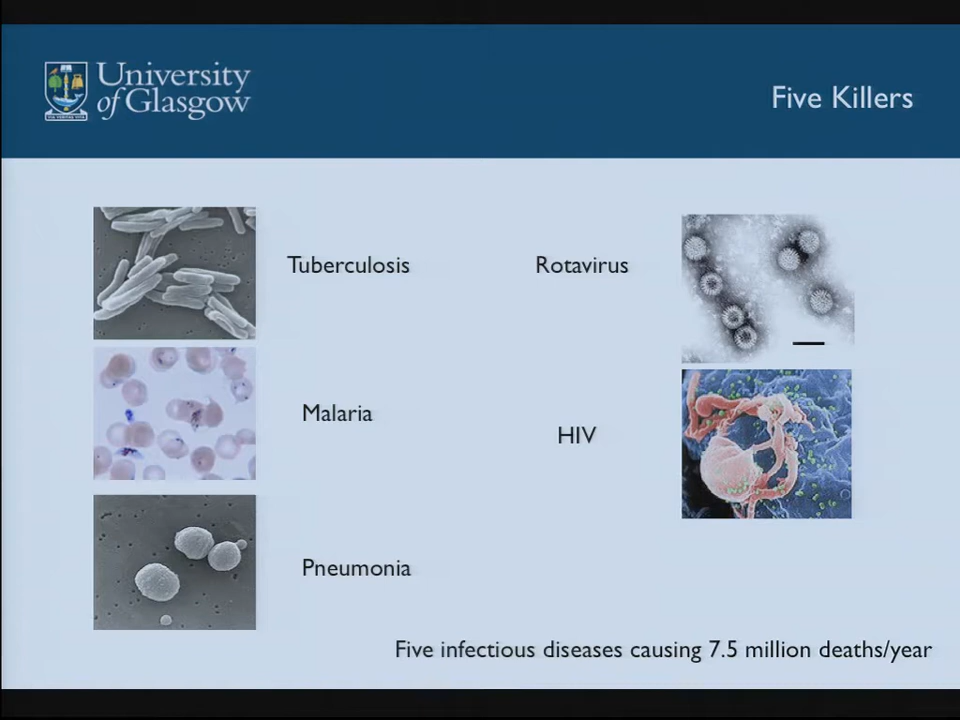 University
of Glasgow
Five Killers
Tuberculosis
Rotavirus
Malaria
HIV
Pneumonia
Five infectious diseases causing 7.5 million deaths/year